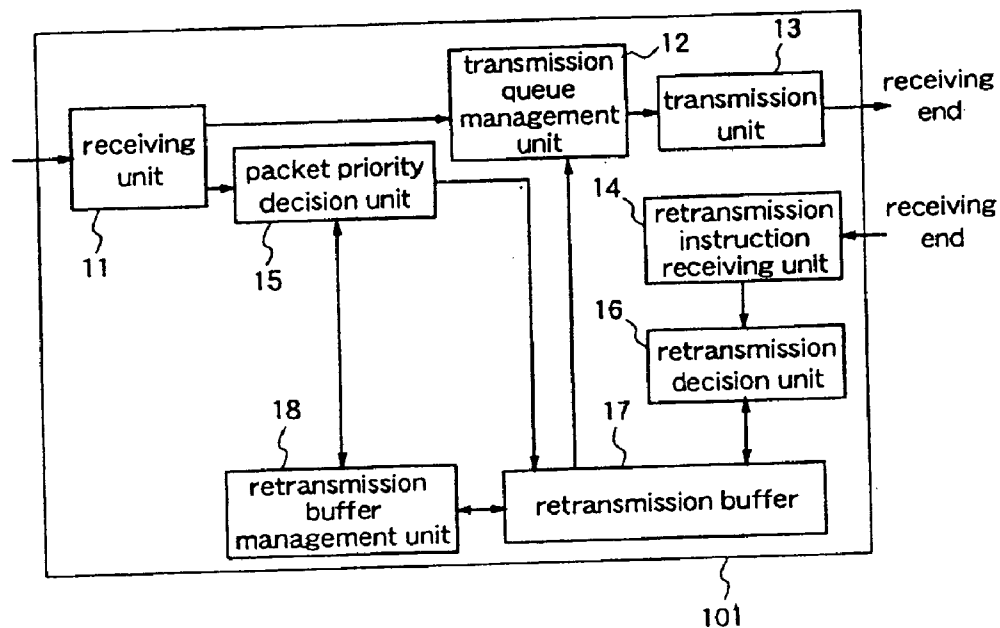 12
13
transmission
queue
management
unit
transmission
unit
receiving
end
receiving
unit
11
packet priority
decision unit
15
14
retransmission
instruction
receiving unit
receiving
end
16
retransmission
decision unit
18
17
retransmission
buffer
management unit
retransmission buffer
101